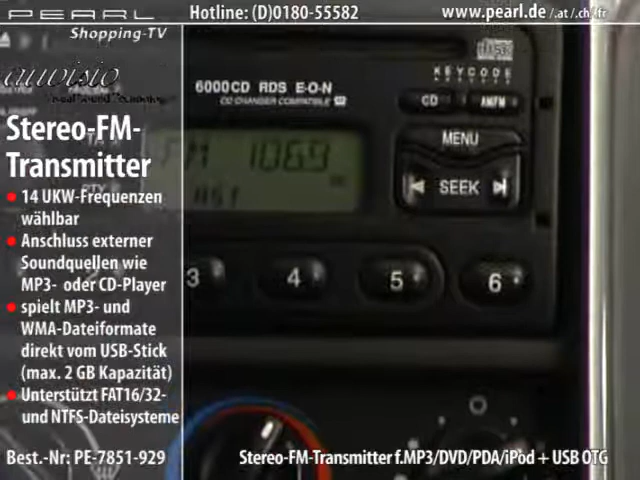 PEARL
Hotline: (D)0180-55582
www.pearl.de /.at /.ch/.fr
Shopping-TV
auvisio
6000CD RDS E·O·N
CD CHANGER COMPATIBLE
KEYCODE
CD
AM/FM
MENU
SEEK
FM 106.9
AST
3
4
5
6
Stereo-FM-
Transmitter
14 UKW-Frequenzen
wählbar
Anschluss externer
Soundquellen wie
MP3- oder CD-Player
spielt MP3- und
WMA-Dateiformate
direkt vom USB-Stick
(max. 2 GB Kapazität)
Unterstützt FAT16/32-
und NTFS-Dateisysteme
Best.-Nr: PE-7851-929
Stereo-FM-Transmitter f.MP3/DVD/PDA/iPod + USB OTG